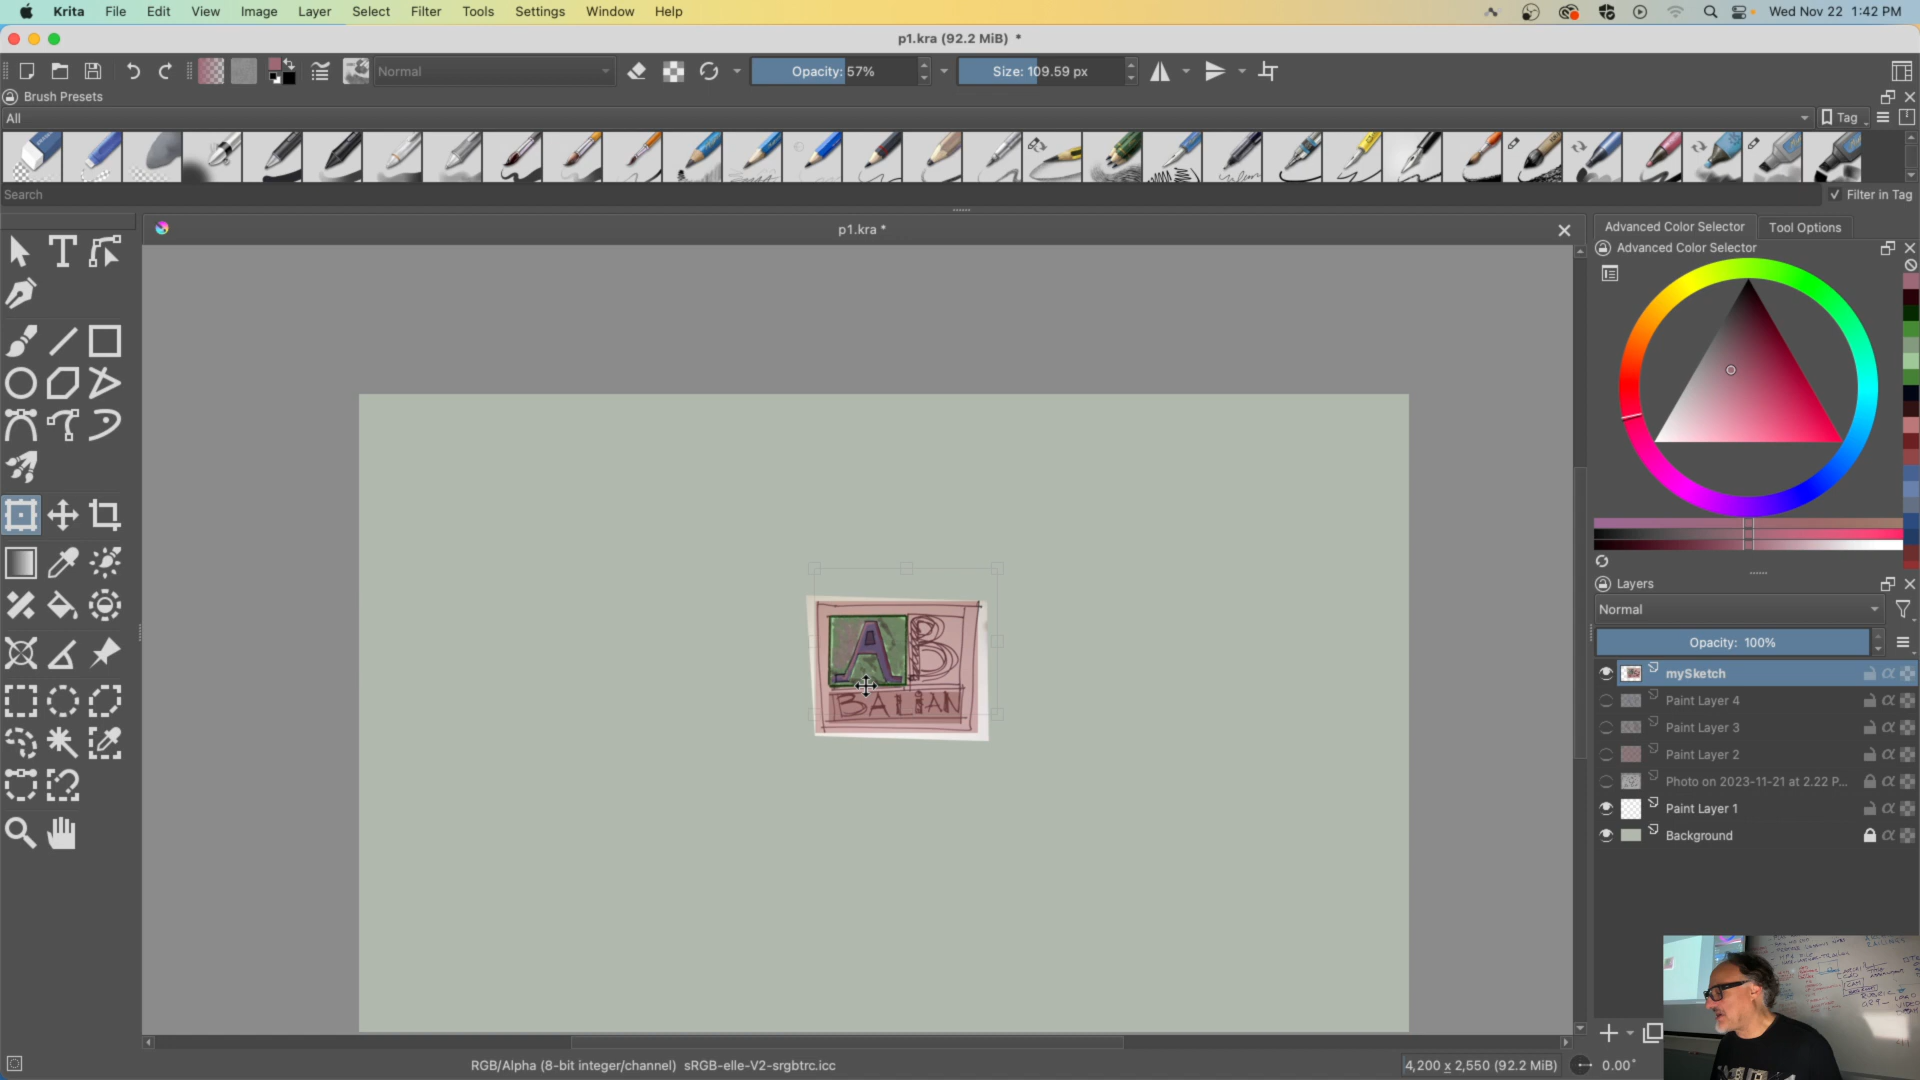 Krita File Edit View Image Layer Select Filter Tools Settings Window Help Wed Nov 22 1:42 PM
p1.kra (92.2 MiB) *
Normal Opacity: 57% Size: 109.59 px
Brush Presets
All Tag
Search Filter in Tag
p1.kra *
Advanced Color Selector Tool Options
Advanced Color Selector
AB
BALIAN
Layers
Normal
Opacity: 100%
mySketch
Paint Layer 4
Paint Layer 3
Paint Layer 2
Photo on 2023-11-21 at 2.22 P...
Paint Layer 1
Background
RGB/Alpha (8-bit integer/channel) sRGB-elle-V2-srgbtrc.icc 4,200 x 2,550 (92.2 MiB) 0.00°